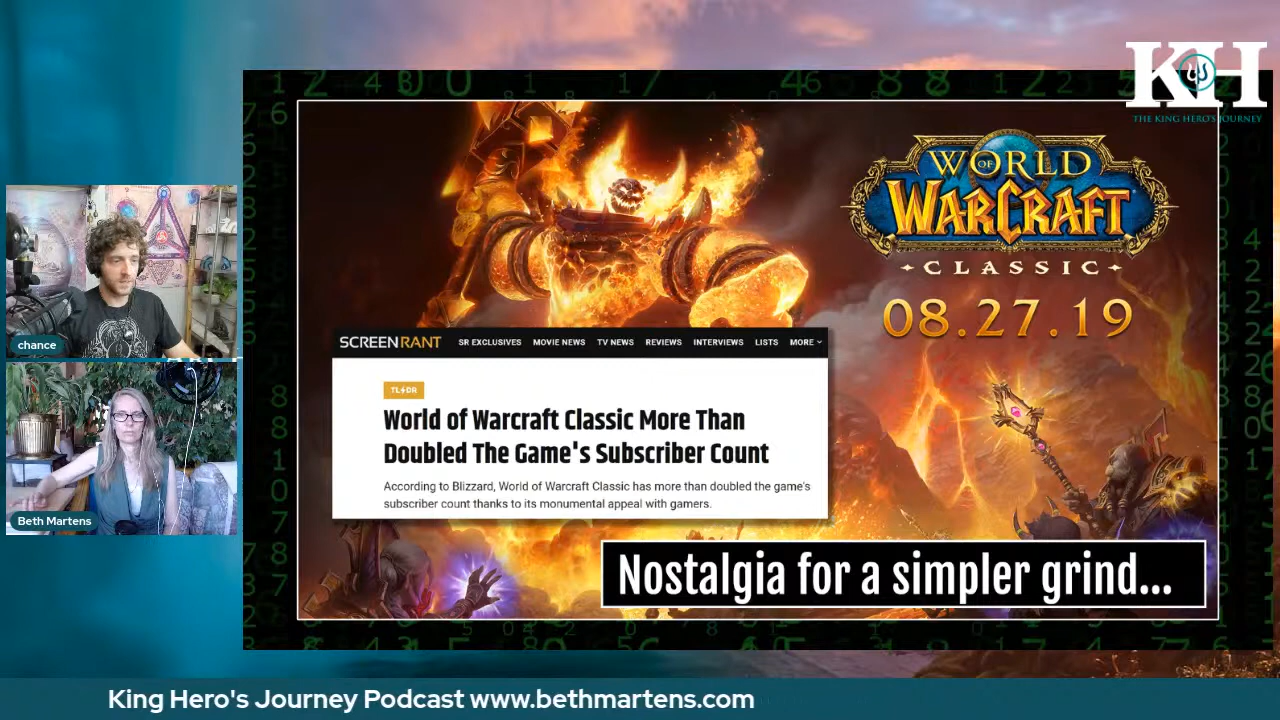 KH
THE KING HERO'S JOURNEY
WORLD
OF
WARCRAFT
CLASSIC
08.27.19
SCREENRANT SR EXCLUSIVES MOVIE NEWS TV NEWS REVIEWS INTERVIEWS LISTS MORE
TL;DR
World of Warcraft Classic More Than
Doubled The Game's Subscriber Count
According to Blizzard, World of Warcraft Classic has more than doubled the game's
subscriber count thanks to its monumental appeal with gamers.
chance
Beth Martens
Nostalgia for a simpler grind...
King Hero's Journey Podcast www.bethmartens.com